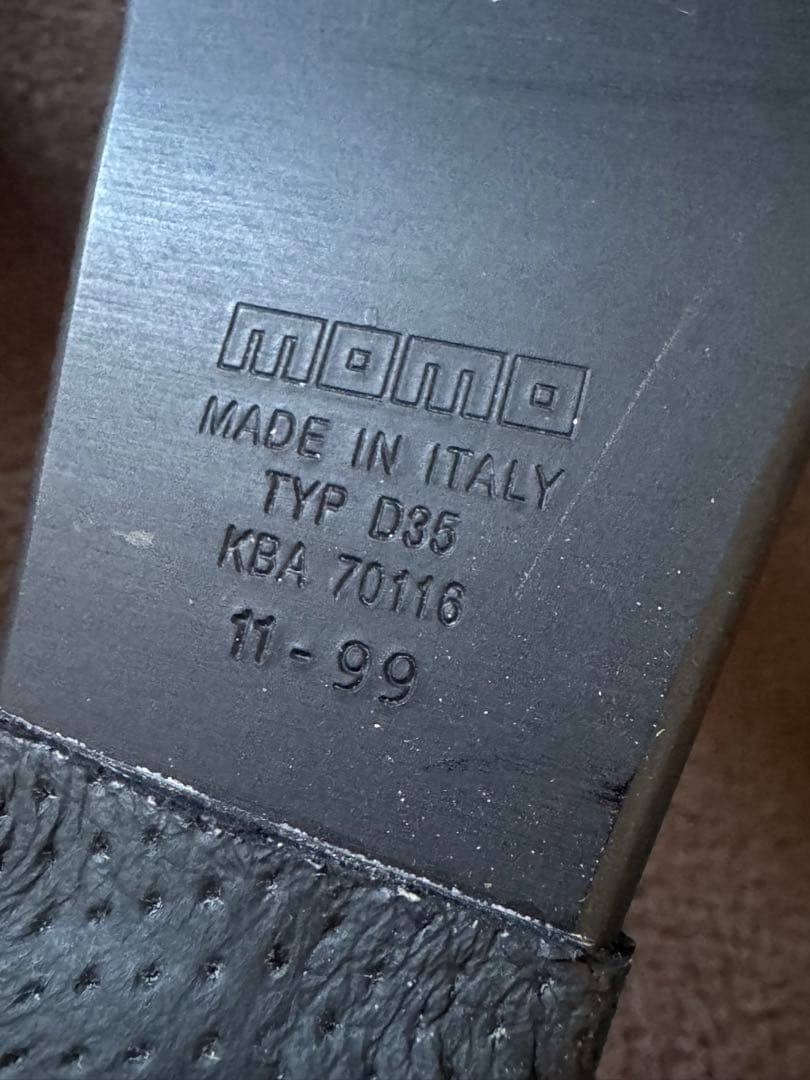 momo
MADE IN ITALY
TYP D35
KBA 70116
11-99